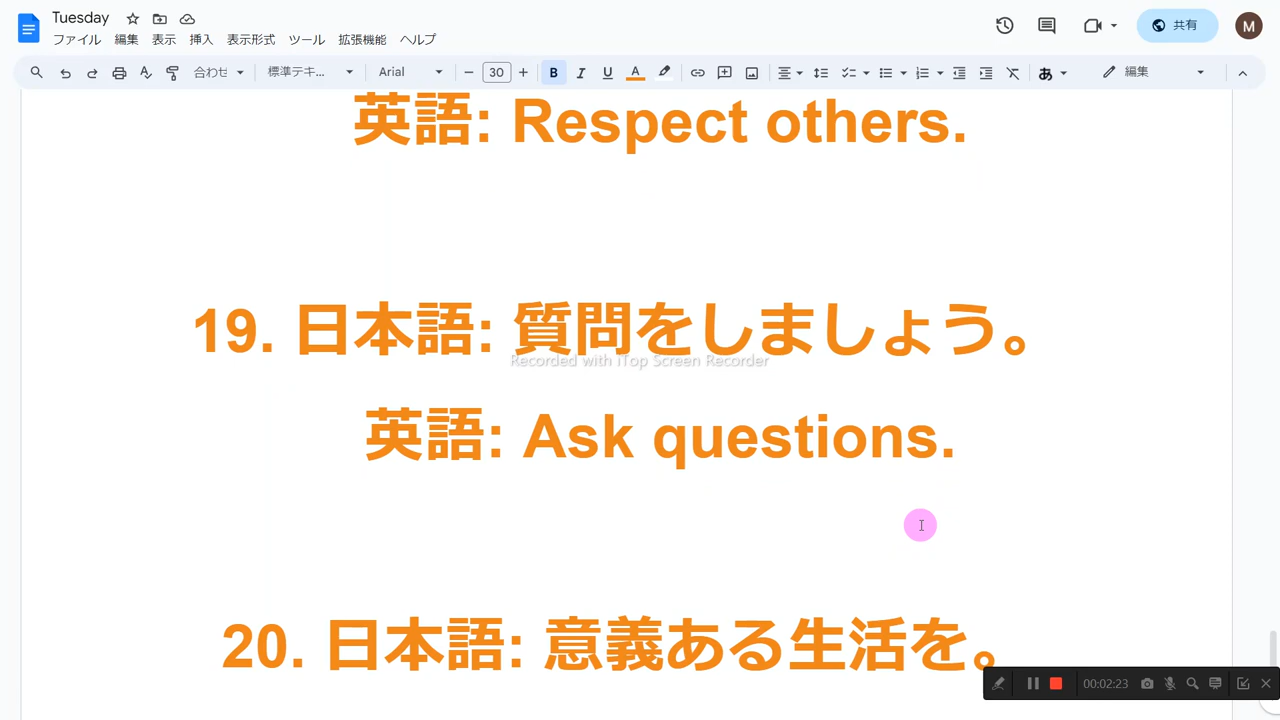 Tuesday
ファイル 編集 表示 挿入 表示形式 ツール 拡張機能 ヘルプ
共有
M
合わせ 標準テキ... Arial 30 B I U A あ 編集
英語: Respect others.
19. 日本語: 質問をしましょう。
Recorded with iTop Screen Recorder
英語: Ask questions.
20. 日本語: 意義ある生活を。
00:02:23